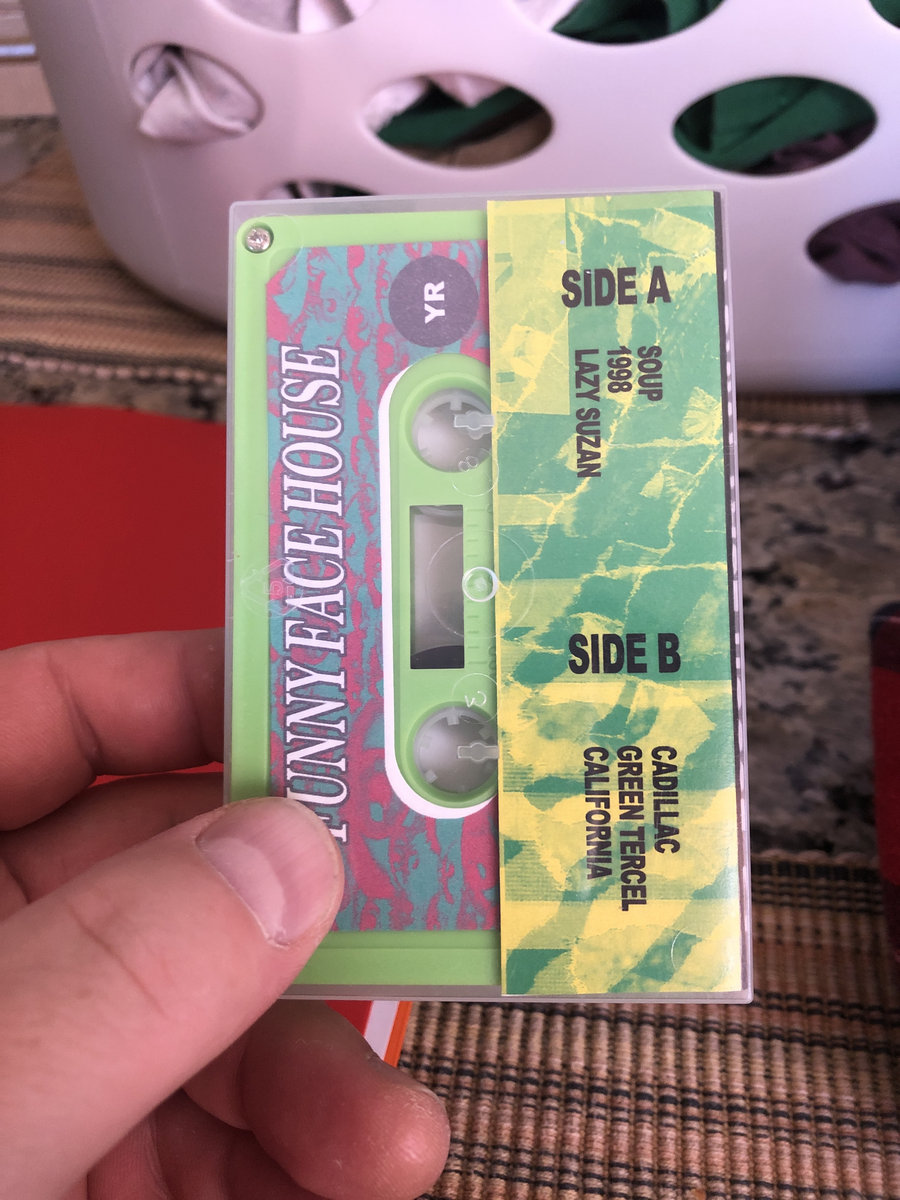 YR
FUNNY FACE HOUSE
SIDE A
SOUP
1998
LAZY SUZAN
SIDE B
CADILLAC
GREEN TERCEL
CALIFORNIA